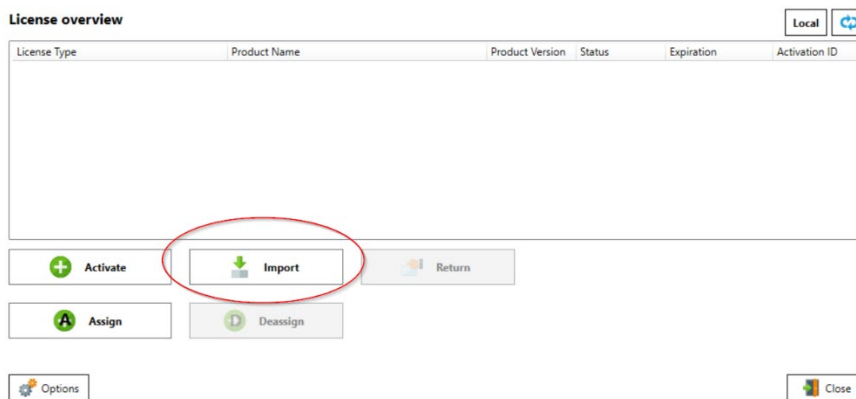 License overview
Local
License Type Product Name Product Version Status Expiration Activation ID
Activate Import Return
A Assign D Deassign
Options Close